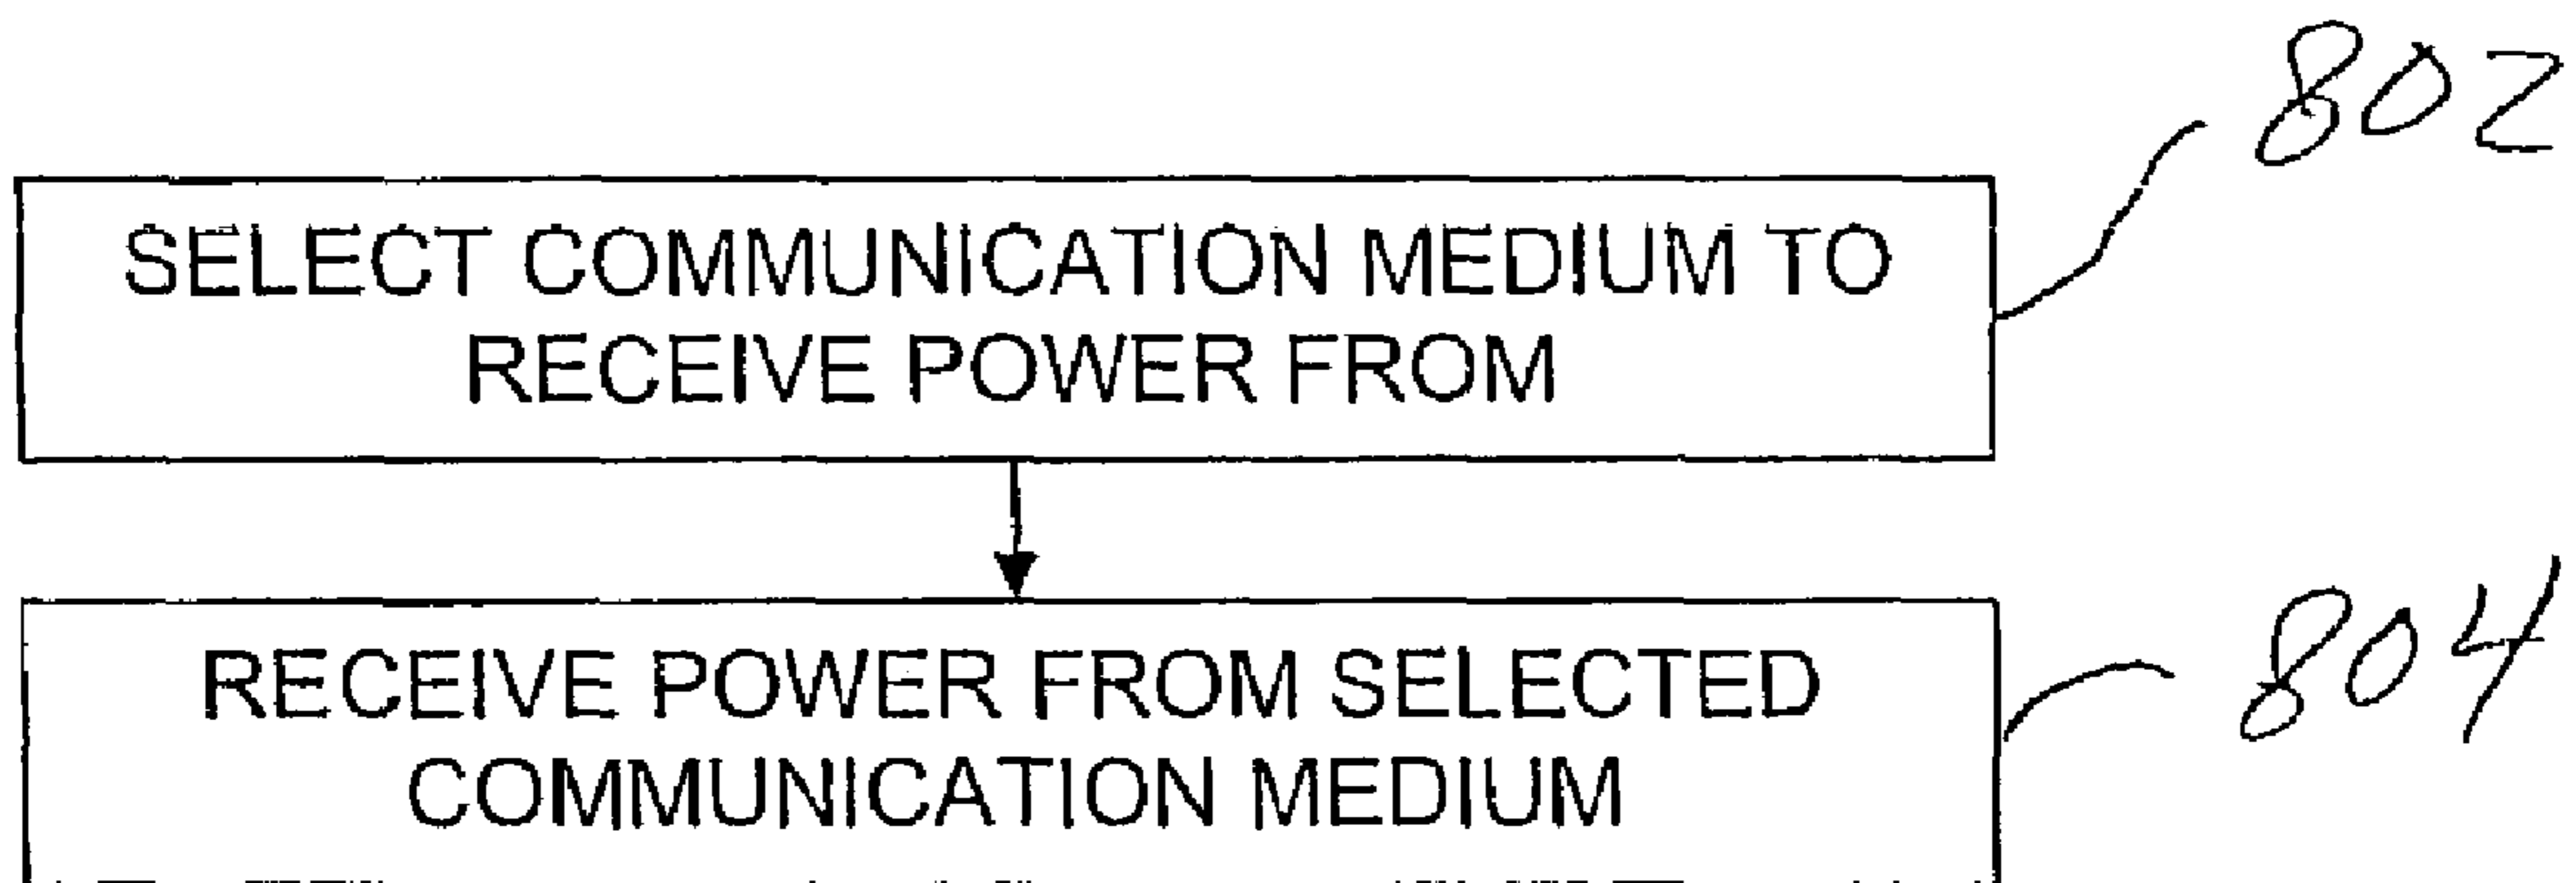 802
SELECT COMMUNICATION MEDIUM TO
RECEIVE POWER FROM
804
RECEIVE POWER FROM SELECTED
COMMUNICATION MEDIUM